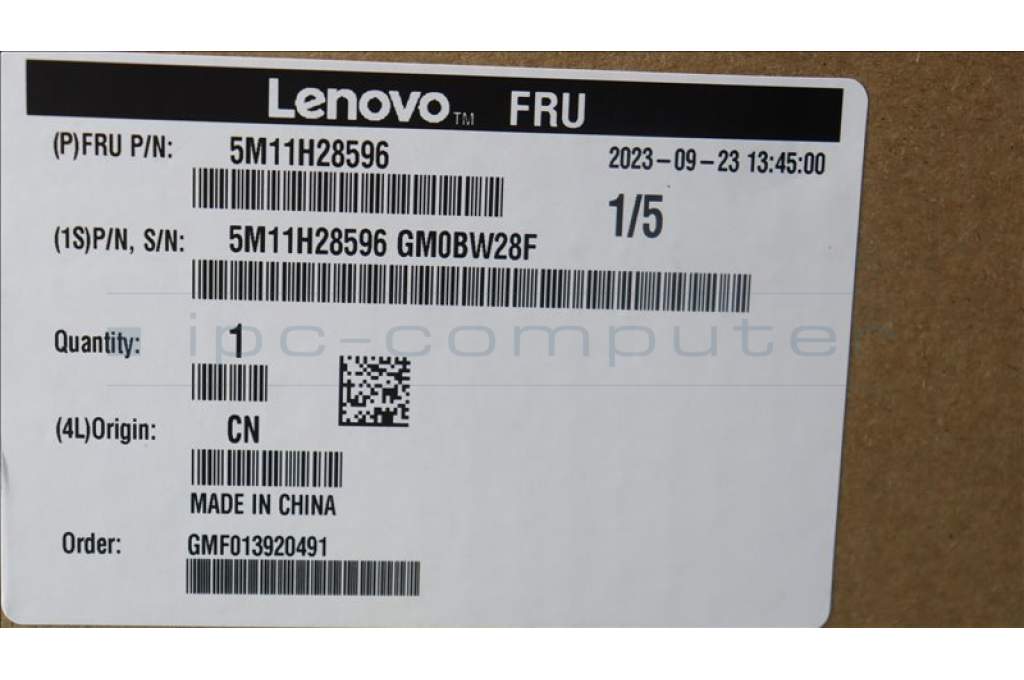 Lenovo™ FRU
(P)FRU P/N: 5M11H28596
2023-09-23 13:45:00
1/5
(1S)P/N, S/N: 5M11H28596 GM0BW28F
ipc-computer
Quantity: 1
(4L)Origin: CN
MADE IN CHINA
Order: GMF013920491